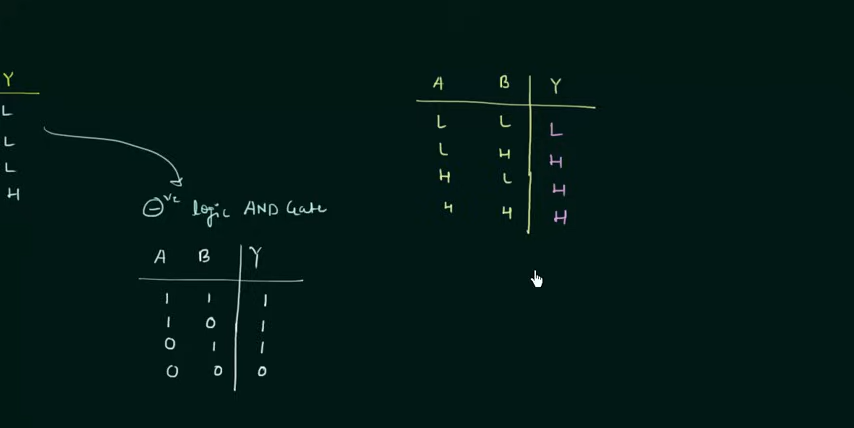 Y
L
L
L
H
⊖ve logic AND Gate
A B Y
1 1 1
1 0 1
0 1 1
0 0 0
A B Y
L L L
L H H
H L H
H H H